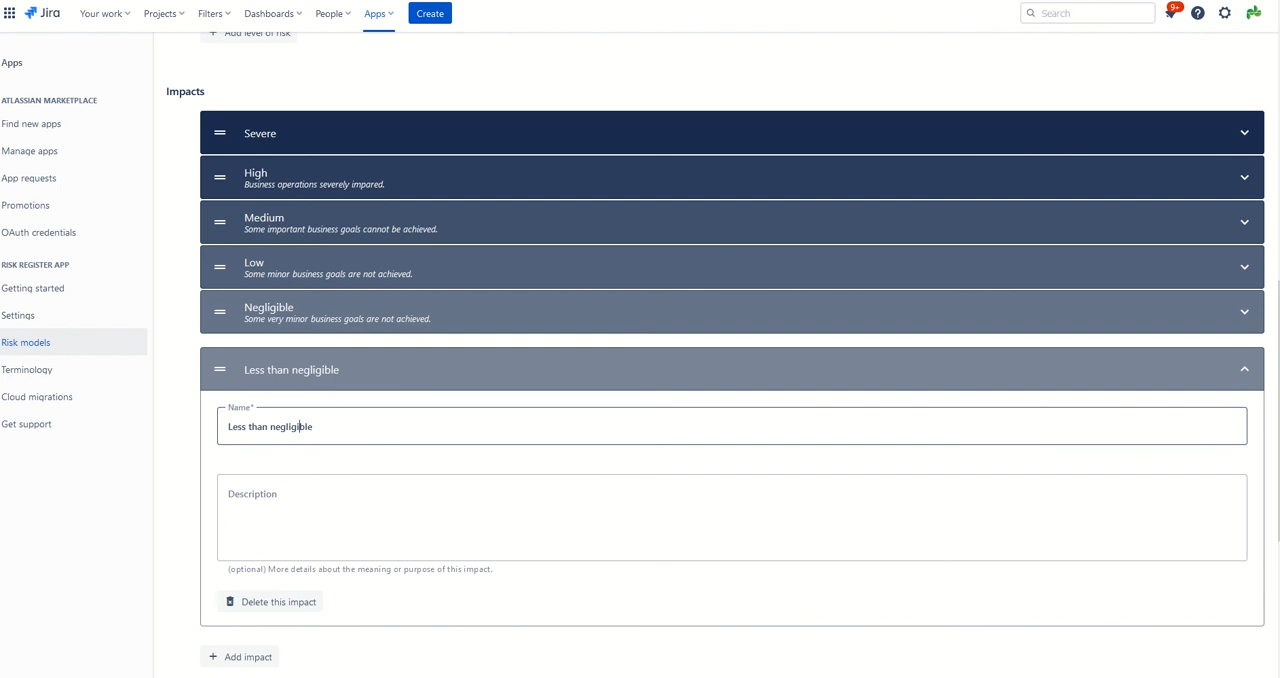 Jira Your work Projects Filters Dashboards People Apps Create Search 9+
Add level of risk
Apps
ATLASSIAN MARKETPLACE
Find new apps
Manage apps
App requests
Promotions
OAuth credentials
RISK REGISTER APP
Getting started
Settings
Risk models
Terminology
Cloud migrations
Get support
Impacts
Severe
High
Business operations severely impared.
Medium
Some important business goals cannot be achieved.
Low
Some minor business goals are not achieved.
Negligible
Some very minor business goals are not achieved.
Less than negligible
Name*
Less than negligible
Description
(optional) More details about the meaning or purpose of this impact.
Delete this impact
Add impact